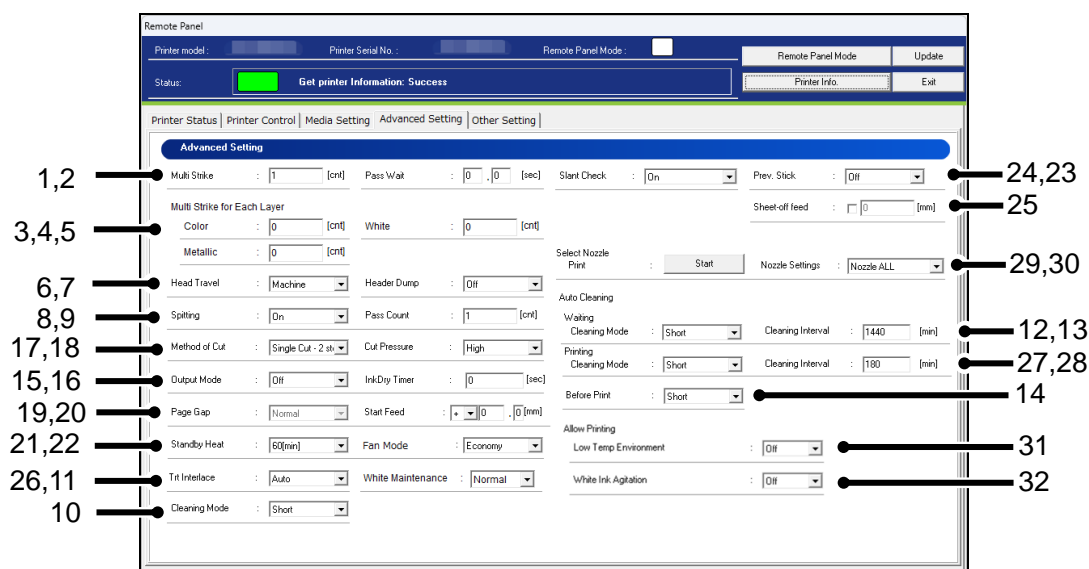 Remote Panel
Printer model : Printer Serial No. : Remote Panel Mode :
Remote Panel Mode Update
Status: Get printer Information: Success Printer Info. Exit
Printer Status Printer Control Media Setting Advanced Setting Other Setting
Advanced Setting
1,2 Multi Strike : 1 [cnt] Pass Wait : 0 . 0 [sec] Slant Check : On Prev. Stick : Off 24,23
Multi Strike for Each Layer Sheet-off feed : 0 [mm] 25
3,4,5 Color : 0 [cnt] White : 0 [cnt]
Metallic : 0 [cnt]
Select Nozzle
Print : Start Nozzle Settings : Nozzle ALL 29,30
6,7 Head Travel : Machine Header Dump : Off
Auto Cleaning
8,9 Spitting : On Pass Count : 1 [cnt]
Waiting
Cleaning Mode : Short Cleaning Interval : 1440 [min] 12,13
17,18 Method of Cut : Single Cut - 2 st Cut Pressure : High
Printing
Cleaning Mode : Short Cleaning Interval : 180 [min] 27,28
15,16 Output Mode : Off InkDry Timer : 0 [sec]
Before Print : Short 14
19,20 Page Gap : Normal Start Feed : + 0 . 0 [mm]
Allow Printing
21,22 Standby Heat : 60[min] Fan Mode : Economy
Low Temp Environment : Off 31
26,11 Trt Interlace : Auto White Maintenance : Normal
White Ink Agitation : Off 32
10 Cleaning Mode : Short